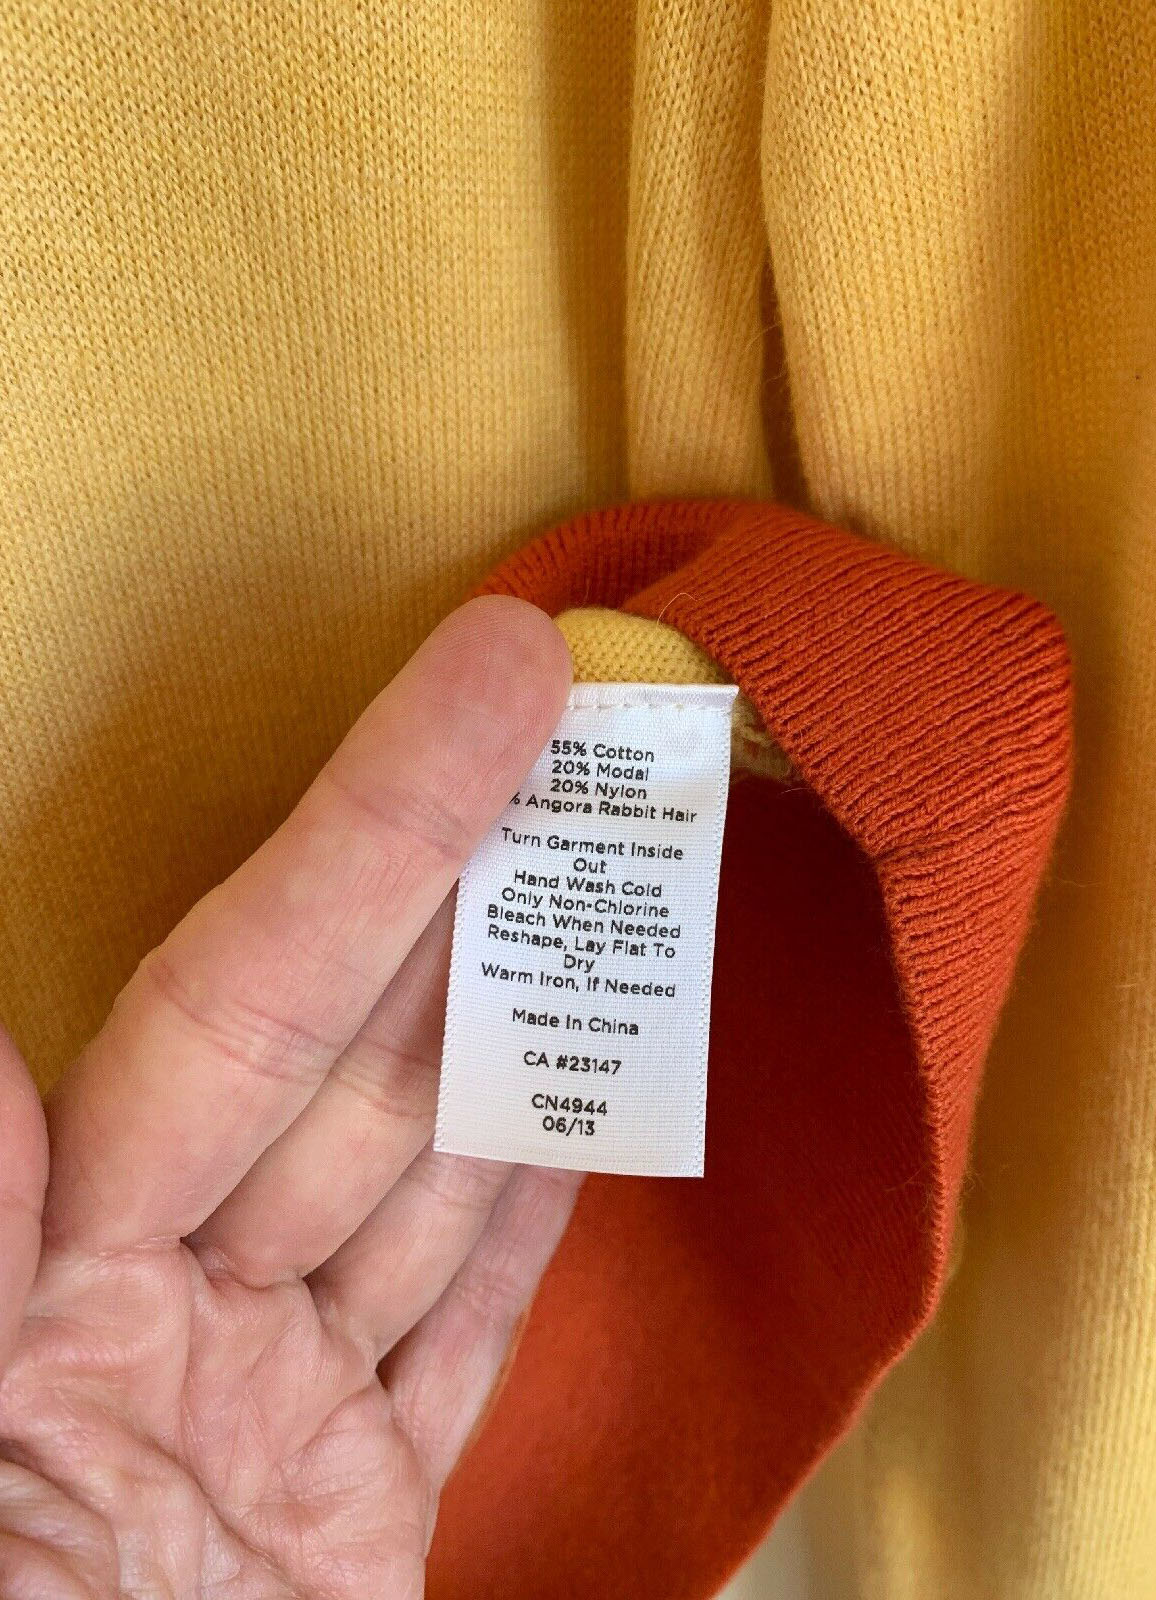 55% Cotton
20% Modal
20% Nylon
% Angora Rabbit Hair
Turn Garment Inside
Out
Hand Wash Cold
Only Non-Chlorine
Bleach When Needed
Reshape, Lay Flat To
Dry
Warm Iron, If Needed
Made In China
CA #23147
CN4944
06/13